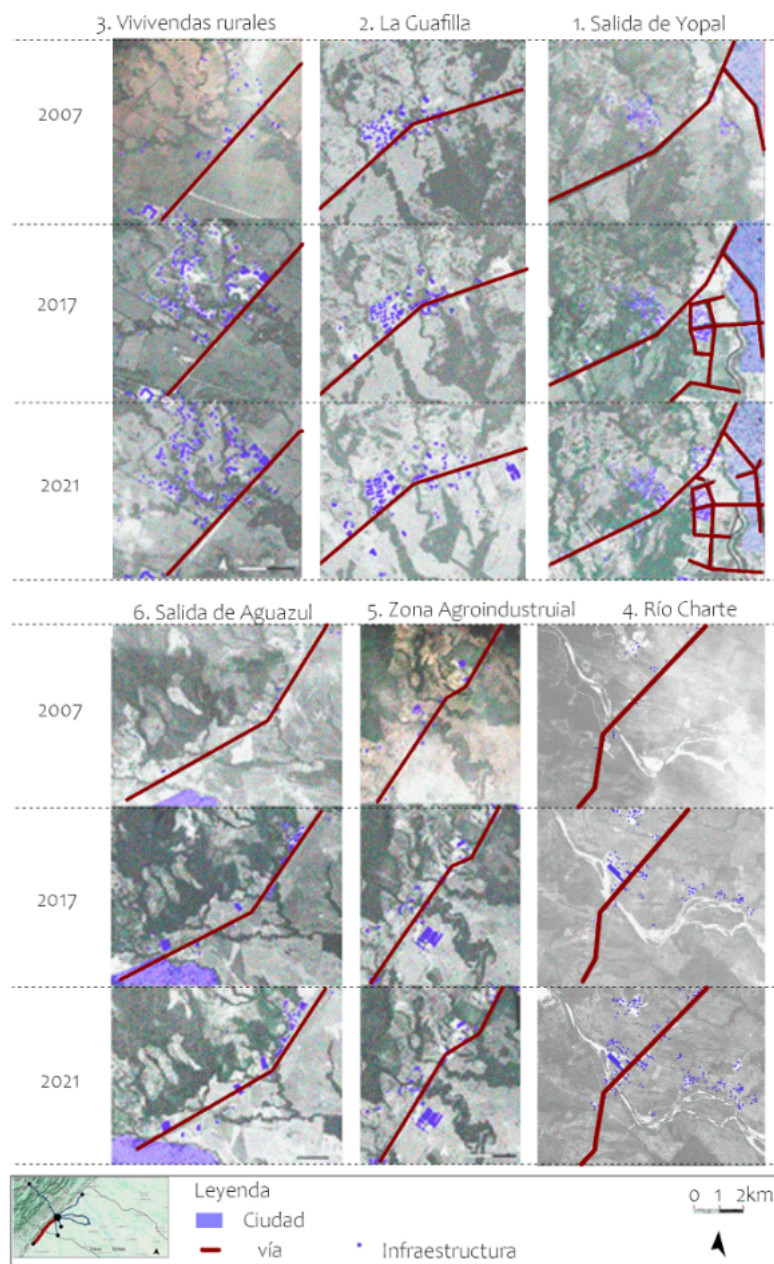 3. Vivivendas rurales
2. La Guafilla
1. Salida de Yopal
2007
2017
2021
6. Salida de Aguazul
5. Zona Agroindustruial
4. Río Charte
2007
2017
2021
Leyenda
Ciudad
vía
Infraestructura
0 1 2km